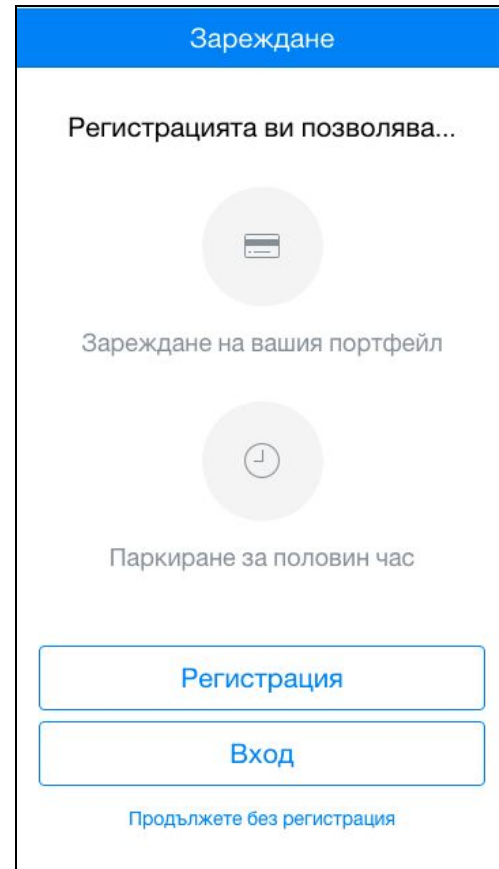 Зареждане
Регистрацията ви позволява...
Зареждане на вашия портфейл
Паркиране за половин час
Регистрация
Вход
Продължете без регистрация